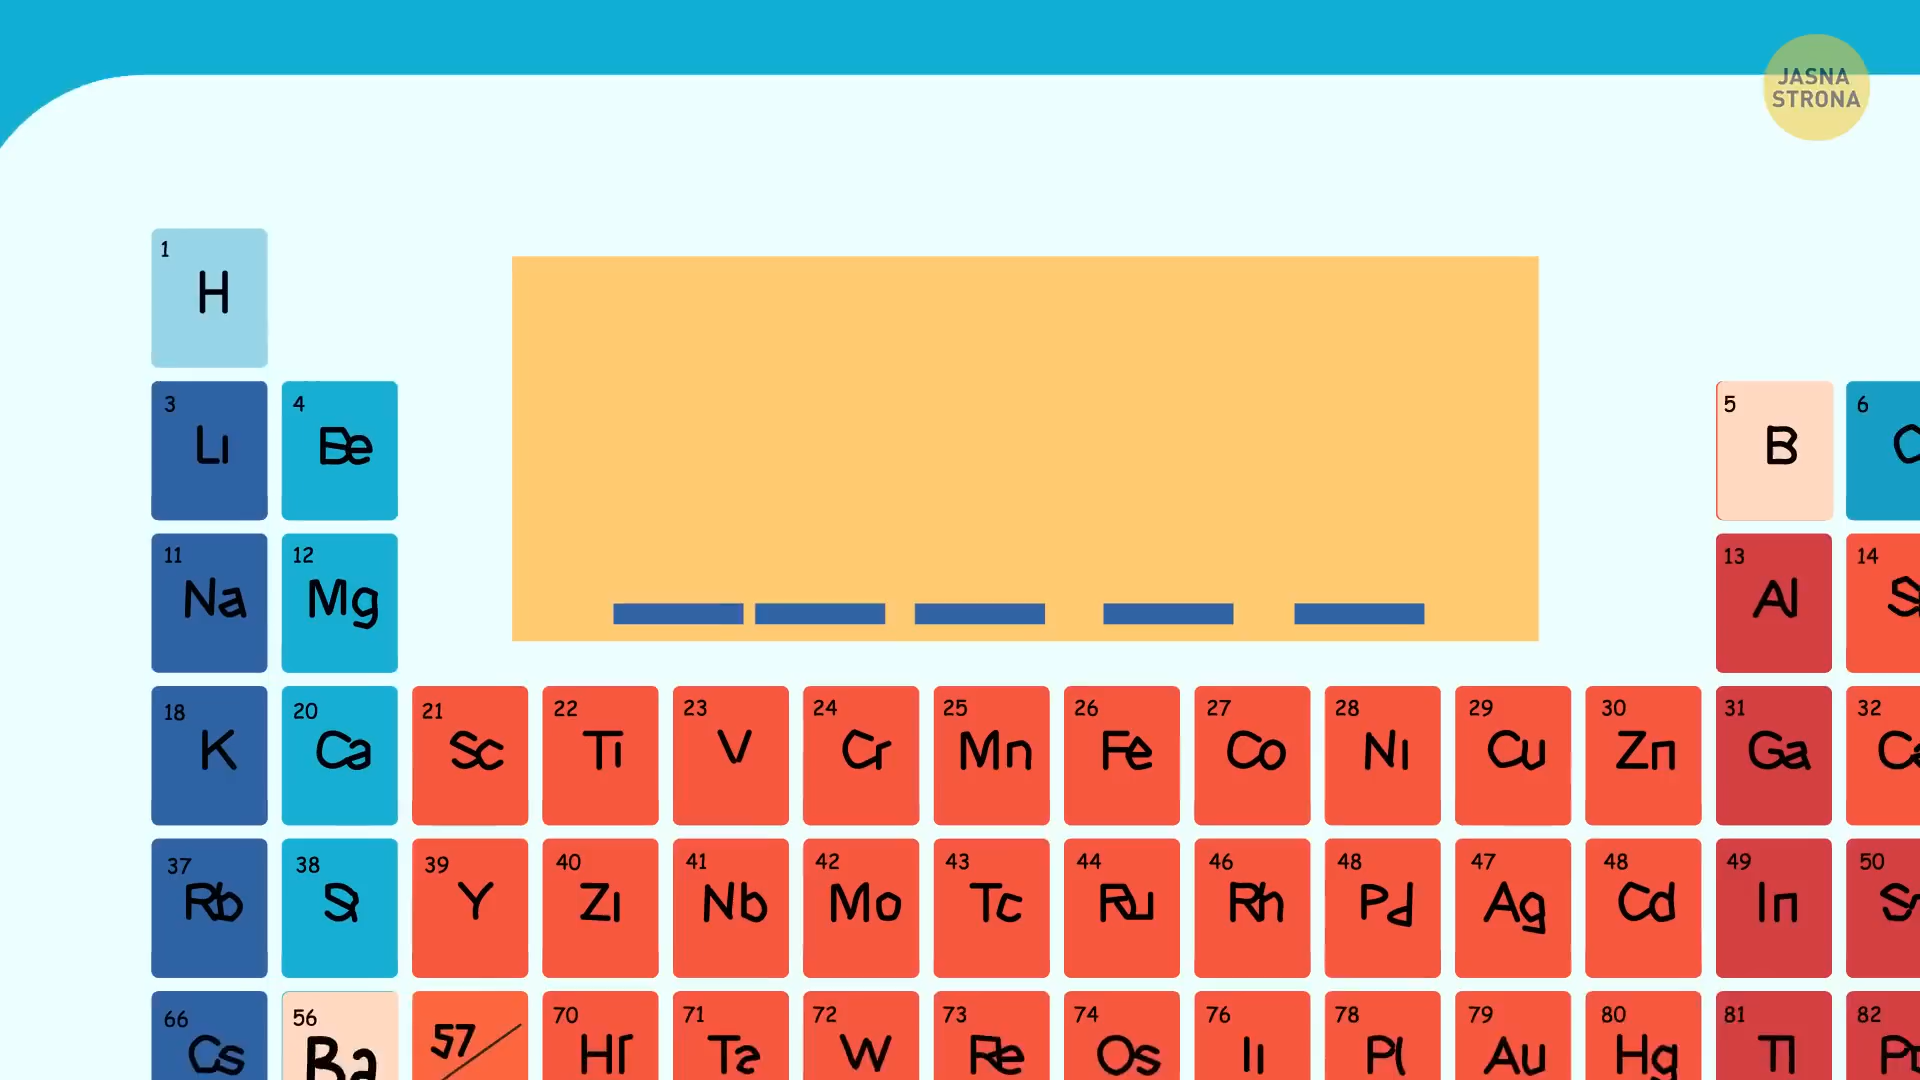 JASNA
STRONA
1
H
3 4 5 6
Li Be B
11 12 13 14
Na Mg Al
18 20 21 22 23 24 25 26 27 28 29 30 31 32
K Ca Sc Ti V Cr Mn Fe Co Ni Cu Zn Ga
37 38 39 40 41 42 43 44 46 48 47 48 49 50
Rb Y Nb Mo Tc Ru Rh Pd Ag Cd In
66 56 57 70 71 72 73 74 76 78 79 80 81 82
Cs Ba W Re Os Au Hg Tl